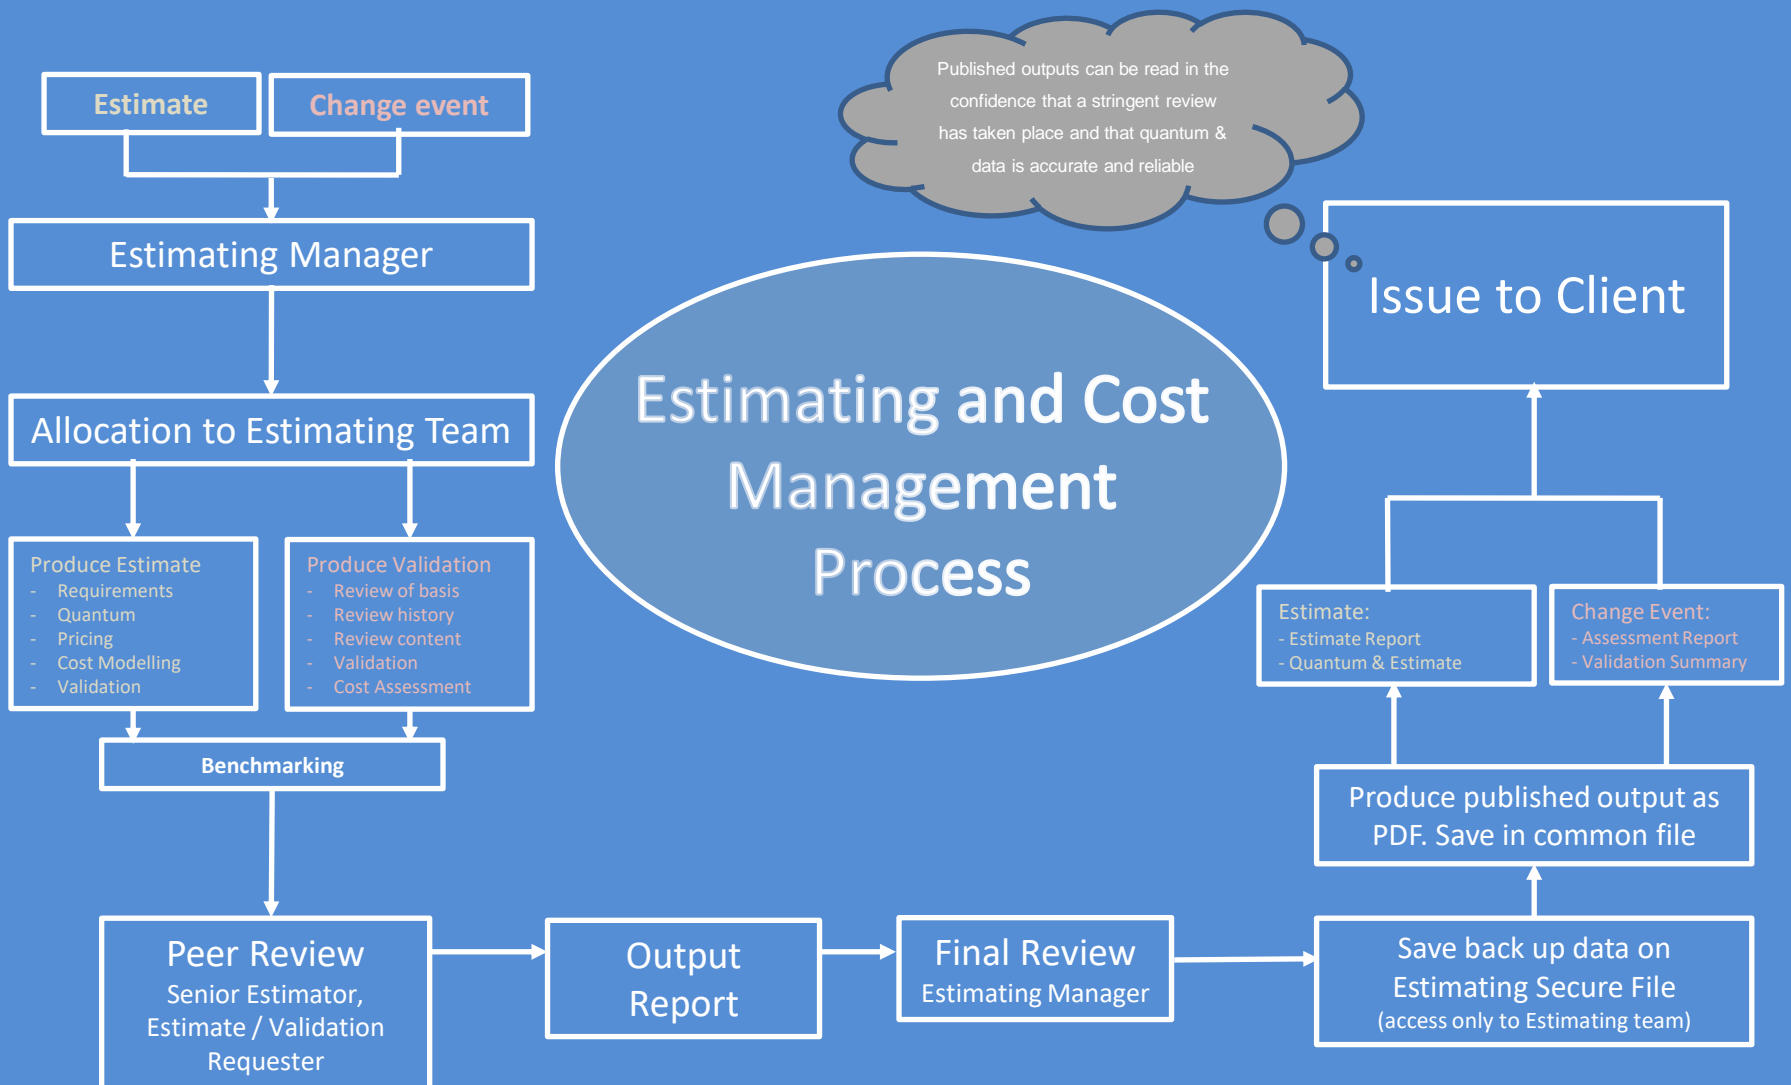 Estimate
Change event
Estimating Manager
Allocation to Estimating Team
Produce Estimate
- Requirements
- Quantum
- Pricing
- Cost Modelling
- Validation
Produce Validation
- Review of basis
- Review history
- Review content
- Validation
- Cost Assessment
Benchmarking
Peer Review
Senior Estimator,
Estimate / Validation
Requester
Output
Report
Final Review
Estimating Manager
Save back up data on
Estimating Secure File
(access only to Estimating team)
Produce published output as
PDF. Save in common file
Estimate:
- Estimate Report
- Quantum & Estimate
Change Event:
- Assessment Report
- Validation Summary
Issue to Client
Published outputs can be read in the
confidence that a stringent review
has taken place and that quantum &
data is accurate and reliable
Estimating and Cost
Management
Process